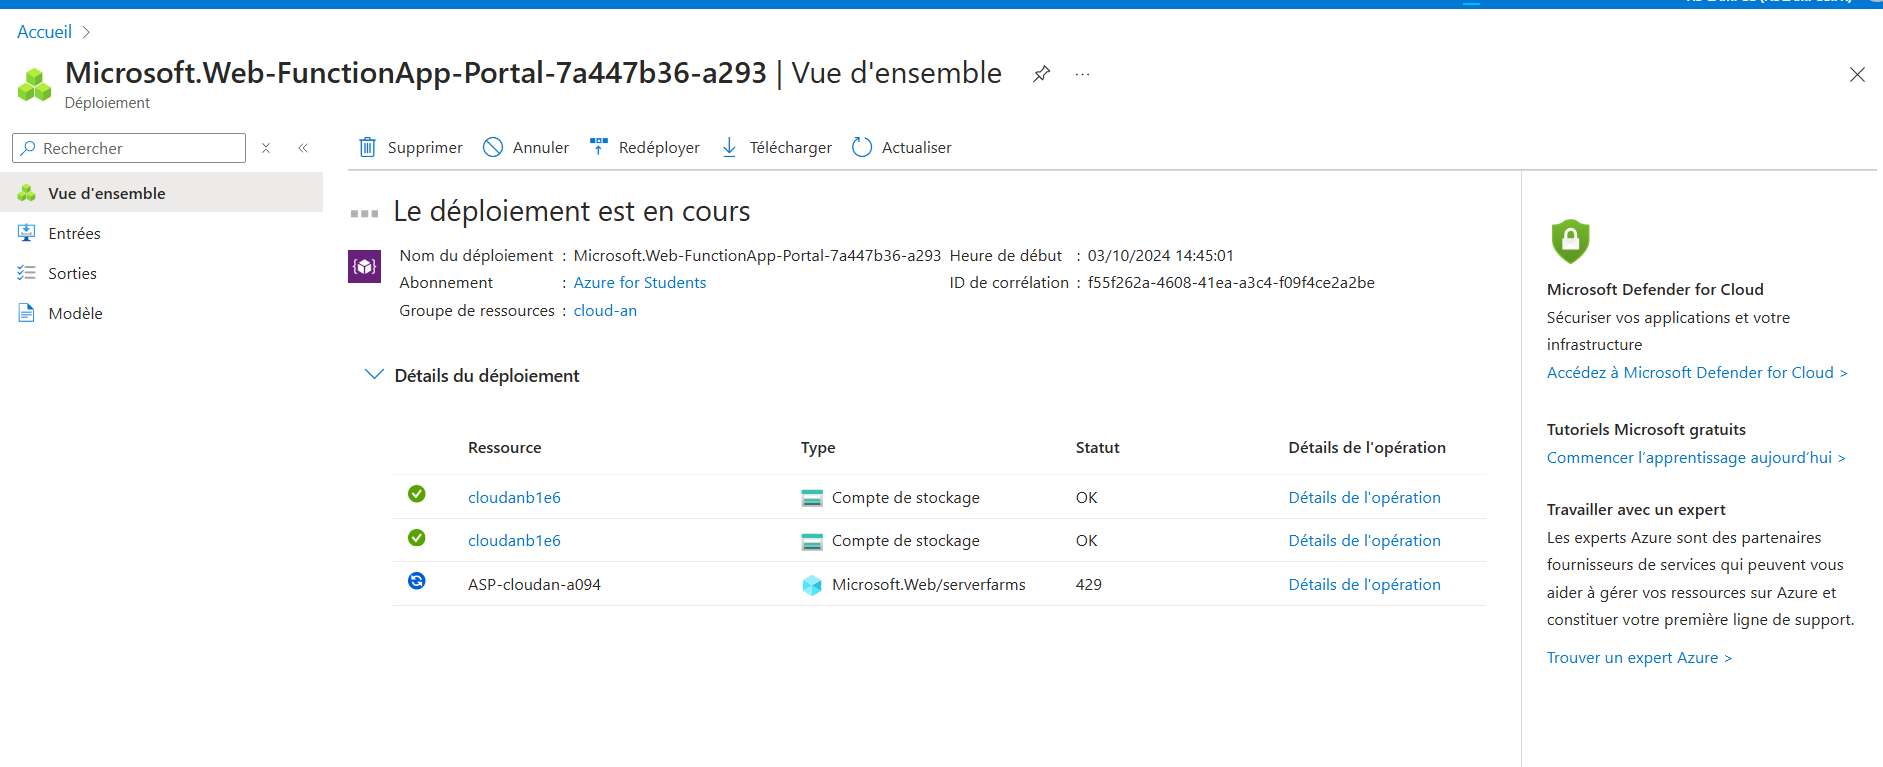 Accueil
Microsoft.Web-FunctionApp-Portal-7a447b36-a293 | Vue d'ensemble
Déploiement
Rechercher
Vue d'ensemble
Entrées
Sorties
Modèle
Supprimer Annuler Redéployer Télécharger Actualiser
Le déploiement est en cours
Nom du déploiement : Microsoft.Web-FunctionApp-Portal-7a447b36-a293 Heure de début : 03/10/2024 14:45:01
Abonnement : Azure for Students ID de corrélation : f55f262a-4608-41ea-a3c4-f09f4ce2a2be
Groupe de ressources : cloud-an
Détails du déploiement
Ressource Type Statut Détails de l'opération
cloudanb1e6 Compte de stockage OK Détails de l'opération
cloudanb1e6 Compte de stockage OK Détails de l'opération
ASP-cloudan-a094 Microsoft.Web/serverfarms 429 Détails de l'opération
Microsoft Defender for Cloud
Sécuriser vos applications et votre
infrastructure
Accédez à Microsoft Defender for Cloud >
Tutoriels Microsoft gratuits
Commencer l’apprentissage aujourd’hui >
Travailler avec un expert
Les experts Azure sont des partenaires
fournisseurs de services qui peuvent vous
aider à gérer vos ressources sur Azure et
constituer votre première ligne de support.
Trouver un expert Azure >